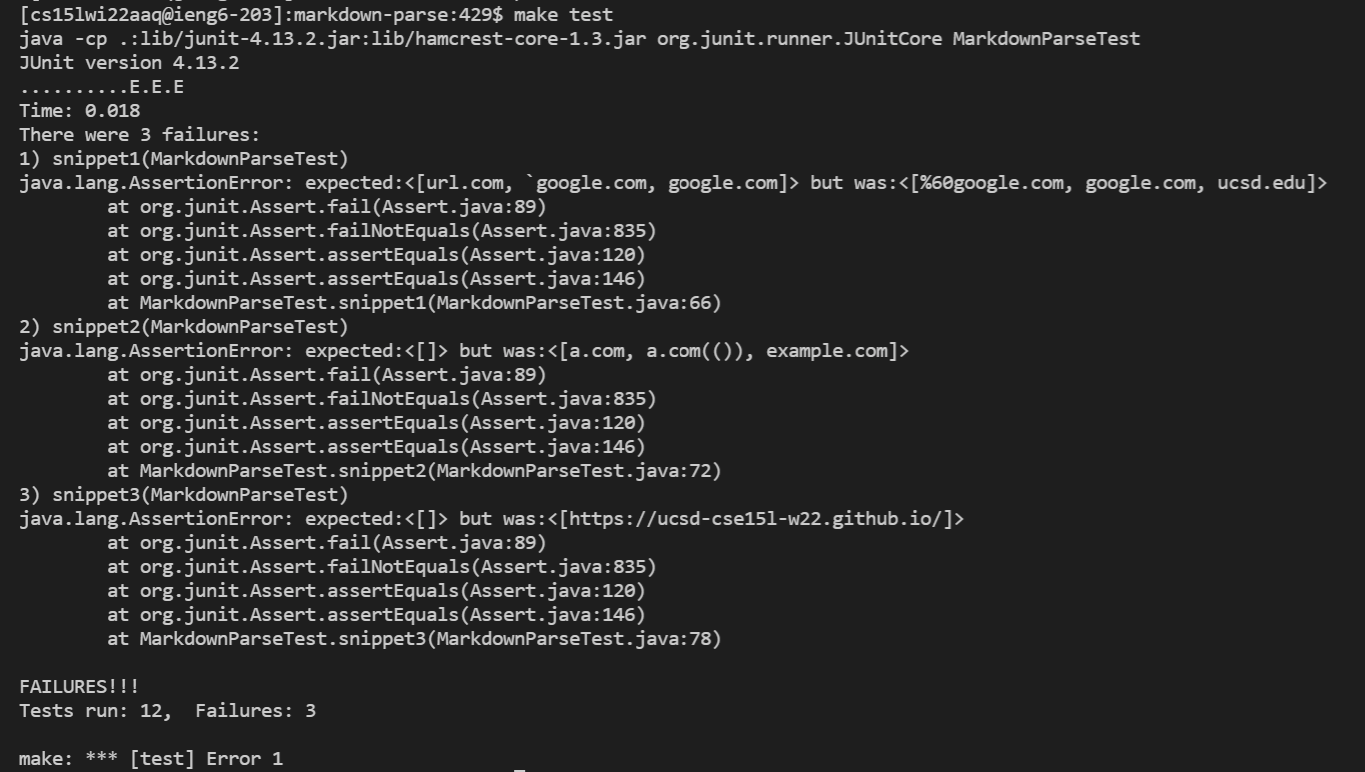 [cs15lwi22aaq@ieng6-203]:markdown-parse:429$ make test
java -cp .:lib/junit-4.13.2.jar:lib/hamcrest-core-1.3.jar org.junit.runner.JUnitCore MarkdownParseTest
JUnit version 4.13.2
..........E.E.E
Time: 0.018
There were 3 failures:
1) snippet1(MarkdownParseTest)
java.lang.AssertionError: expected:<[url.com, `google.com, google.com]> but was:<[%60google.com, google.com, ucsd.edu]>
        at org.junit.Assert.fail(Assert.java:89)
        at org.junit.Assert.failNotEquals(Assert.java:835)
        at org.junit.Assert.assertEquals(Assert.java:120)
        at org.junit.Assert.assertEquals(Assert.java:146)
        at MarkdownParseTest.snippet1(MarkdownParseTest.java:66)
2) snippet2(MarkdownParseTest)
java.lang.AssertionError: expected:<[]> but was:<[a.com, a.com(()), example.com]>
        at org.junit.Assert.fail(Assert.java:89)
        at org.junit.Assert.failNotEquals(Assert.java:835)
        at org.junit.Assert.assertEquals(Assert.java:120)
        at org.junit.Assert.assertEquals(Assert.java:146)
        at MarkdownParseTest.snippet2(MarkdownParseTest.java:72)
3) snippet3(MarkdownParseTest)
java.lang.AssertionError: expected:<[]> but was:<[https://ucsd-cse15l-w22.github.io/]>
        at org.junit.Assert.fail(Assert.java:89)
        at org.junit.Assert.failNotEquals(Assert.java:835)
        at org.junit.Assert.assertEquals(Assert.java:120)
        at org.junit.Assert.assertEquals(Assert.java:146)
        at MarkdownParseTest.snippet3(MarkdownParseTest.java:78)

FAILURES!!!
Tests run: 12,  Failures: 3

make: *** [test] Error 1